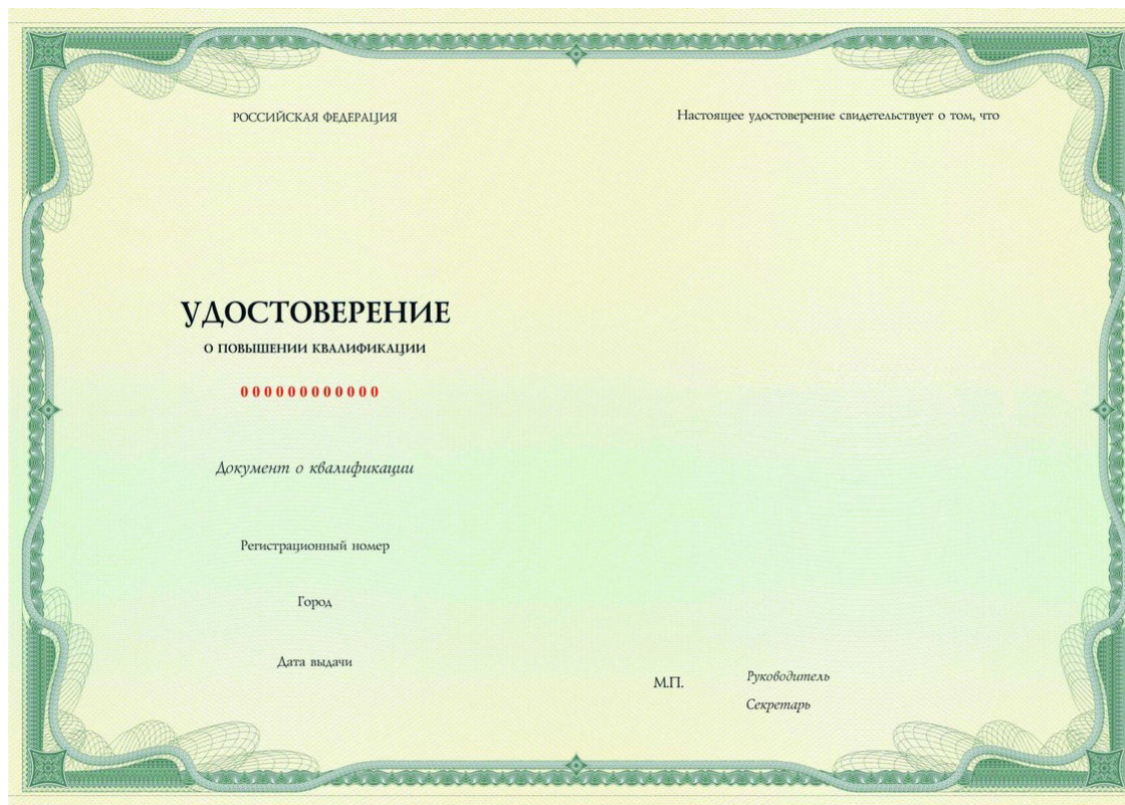 РОССИЙСКАЯ ФЕДЕРАЦИЯ
УДОСТОВЕРЕНИЕ
О ПОВЫШЕНИИ КВАЛИФИКАЦИИ
000000000000
Документ о квалификации
Регистрационный номер
Город
Дата выдачи
Настоящее удостоверение свидетельствует о том, что
М.П.
Руководитель
Секретарь